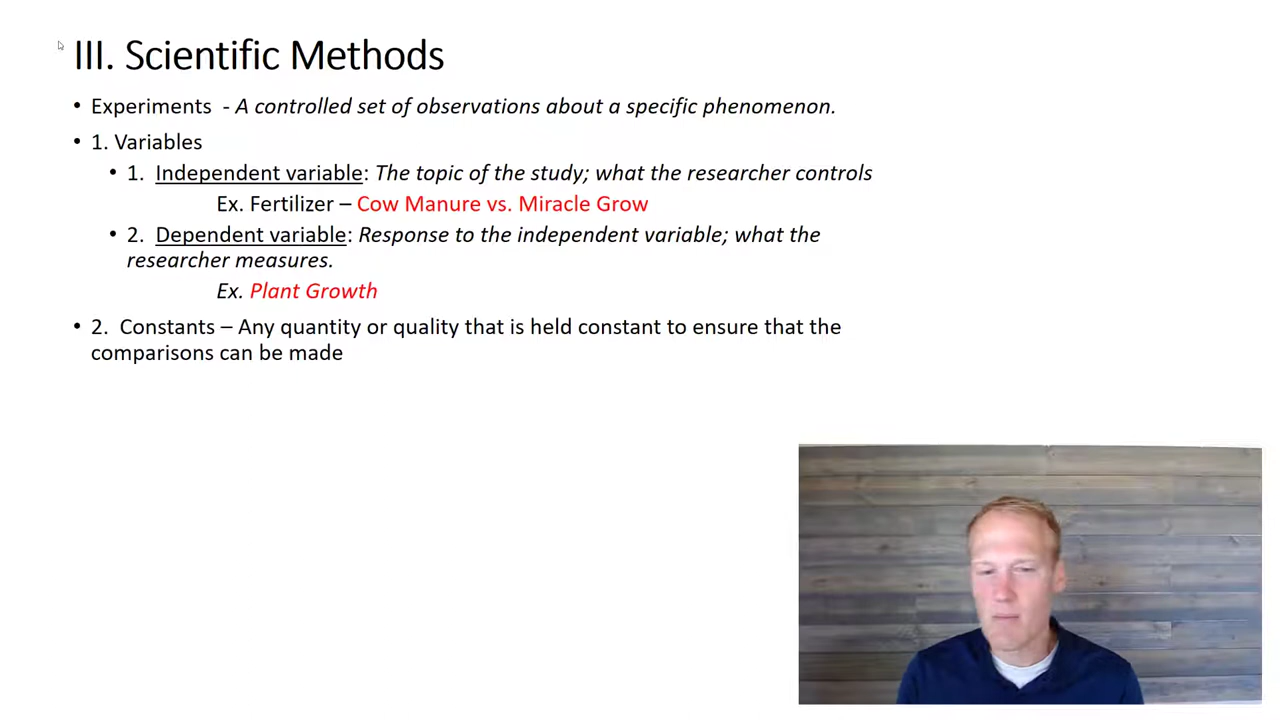 III. Scientific Methods
• Experiments - A controlled set of observations about a specific phenomenon.
• 1. Variables
• 1. Independent variable: The topic of the study; what the researcher controls
Ex. Fertilizer – Cow Manure vs. Miracle Grow
• 2. Dependent variable: Response to the independent variable; what the
researcher measures.
Ex. Plant Growth
• 2. Constants – Any quantity or quality that is held constant to ensure that the
comparisons can be made